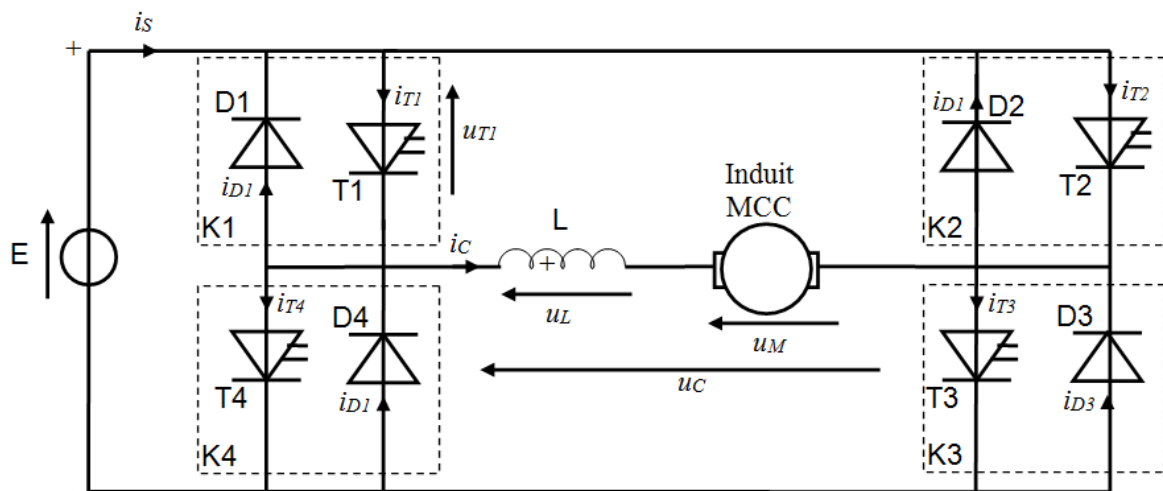 iS
+
D1
iT1
uT1
iD1
T1
K1
iD1
D2
iT2
T2
K2
Induit
MCC
E
L
iC
+
uL
uM
uC
iT4
D4
T4
iD1
K4
iT3
D3
T3
iD3
K3